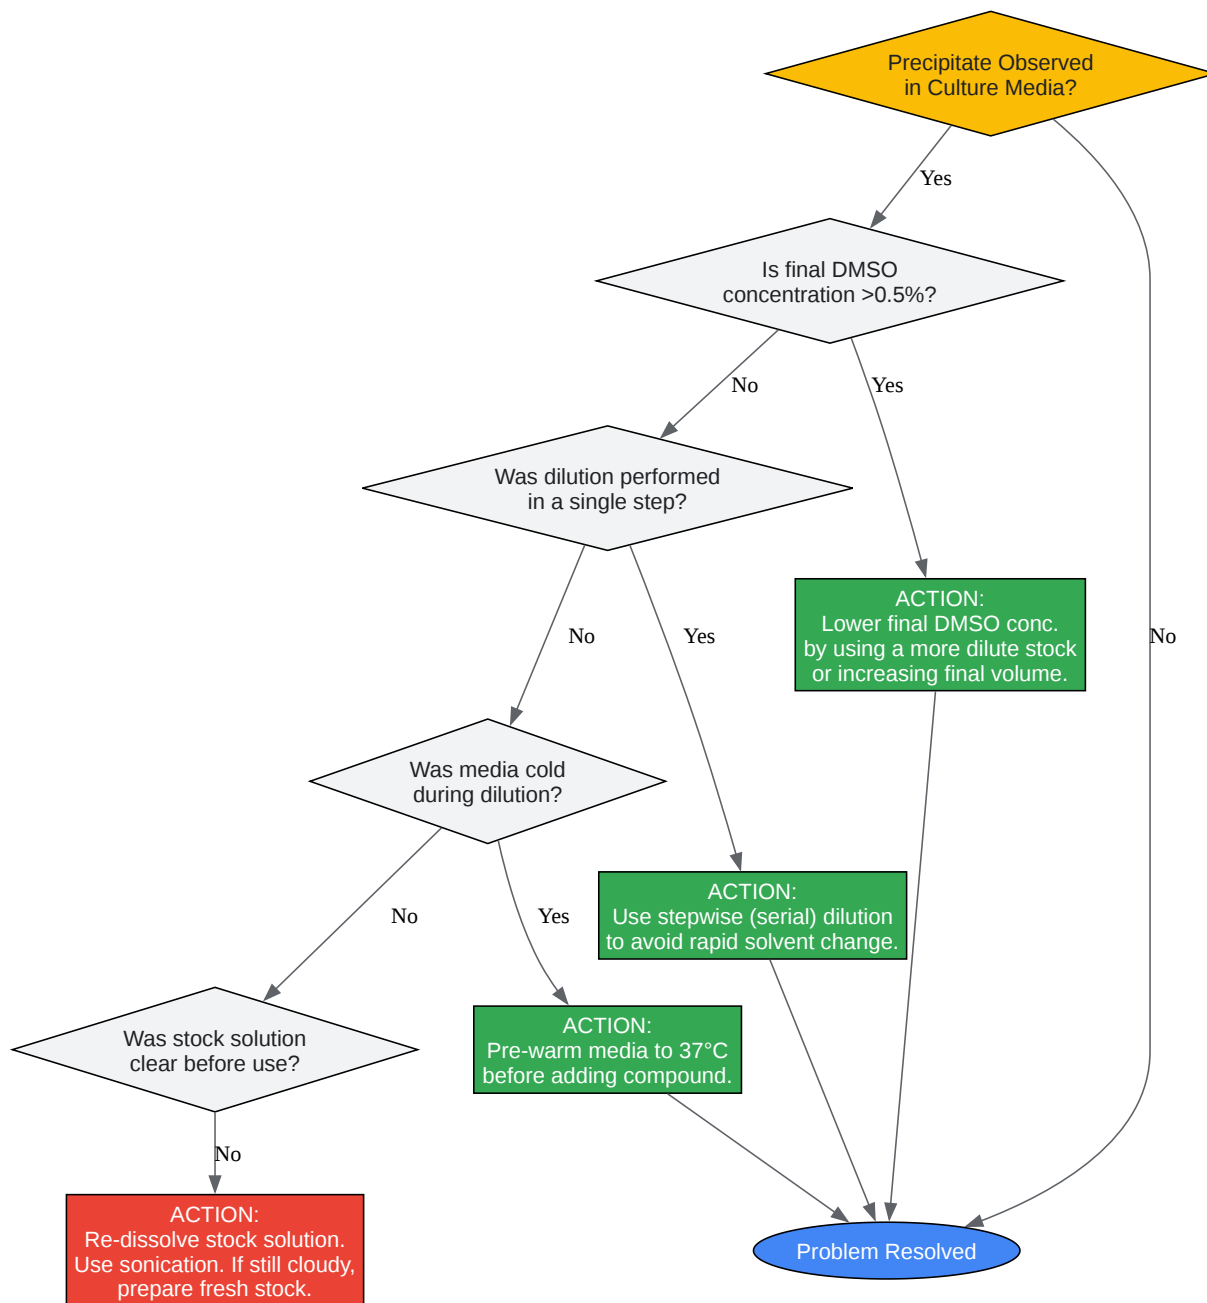 Precipitate Observed
in Culture Media?
Yes
Is final DMSO
concentration >0.5%?
No
Yes
Was dilution performed
in a single step?
ACTION:
Lower final DMSO conc.
by using a more dilute stock
or increasing final volume.
No
Yes
No
Was media cold
during dilution?
ACTION:
Use stepwise (serial) dilution
to avoid rapid solvent change.
No
Yes
Was stock solution
clear before use?
ACTION:
Pre-warm media to 37°C
before adding compound.
No
ACTION:
Re-dissolve stock solution.
Use sonication. If still cloudy,
prepare fresh stock.
Problem Resolved